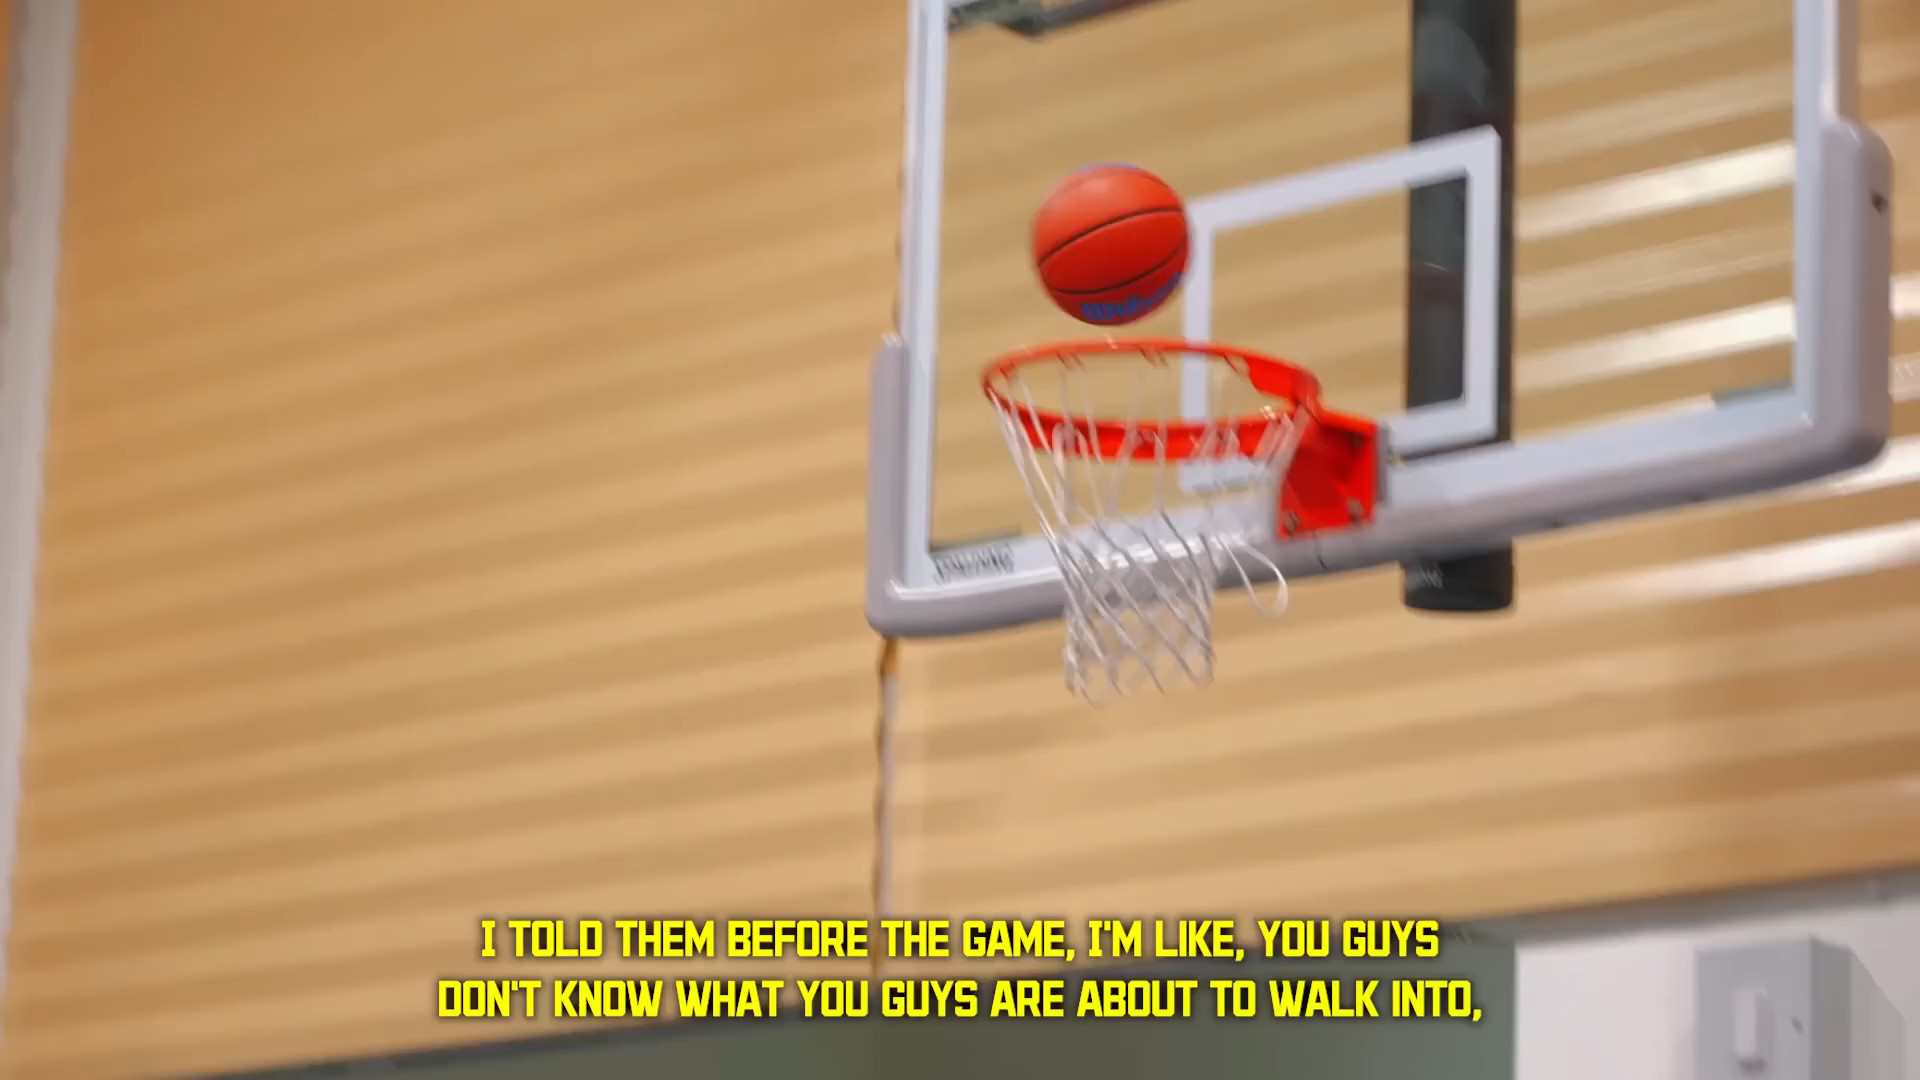 I TOLD THEM BEFORE THE GAME, I'M LIKE, YOU GUYS
DON'T KNOW WHAT YOU GUYS ARE ABOUT TO WALK INTO,